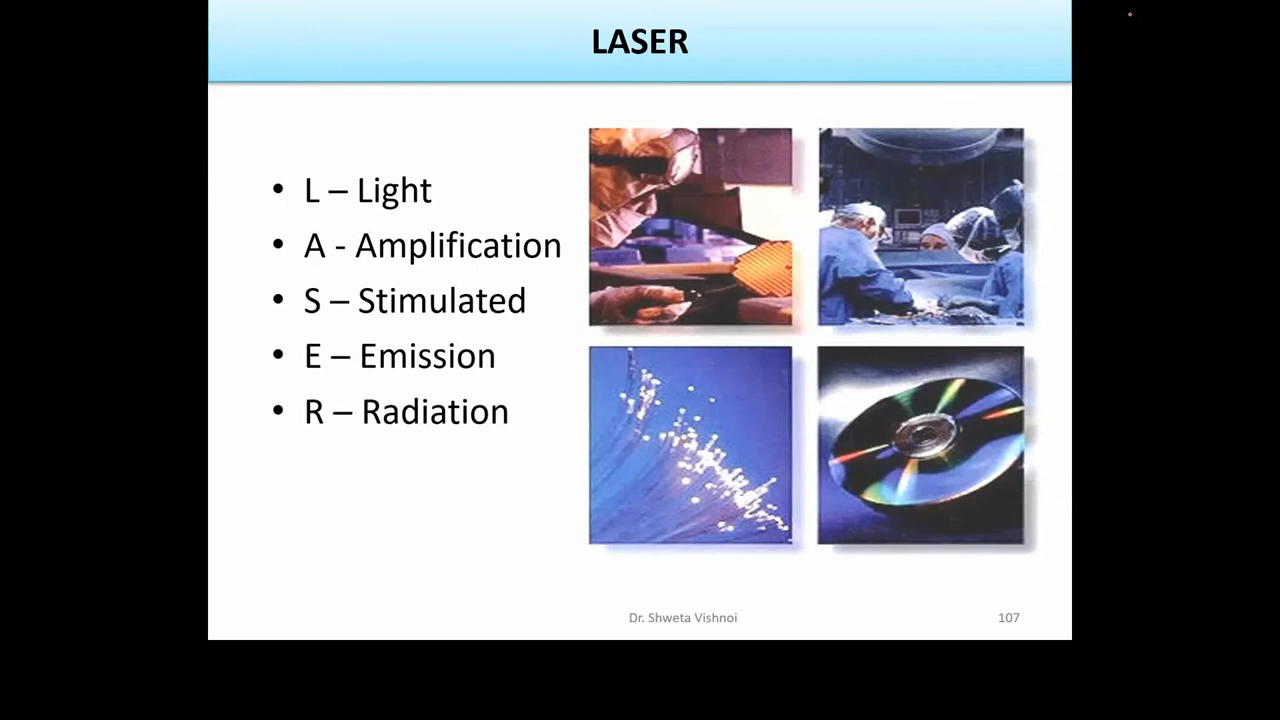 LASER
• L – Light
• A - Amplification
• S – Stimulated
• E – Emission
• R – Radiation
Dr. Shweta Vishnoi
107